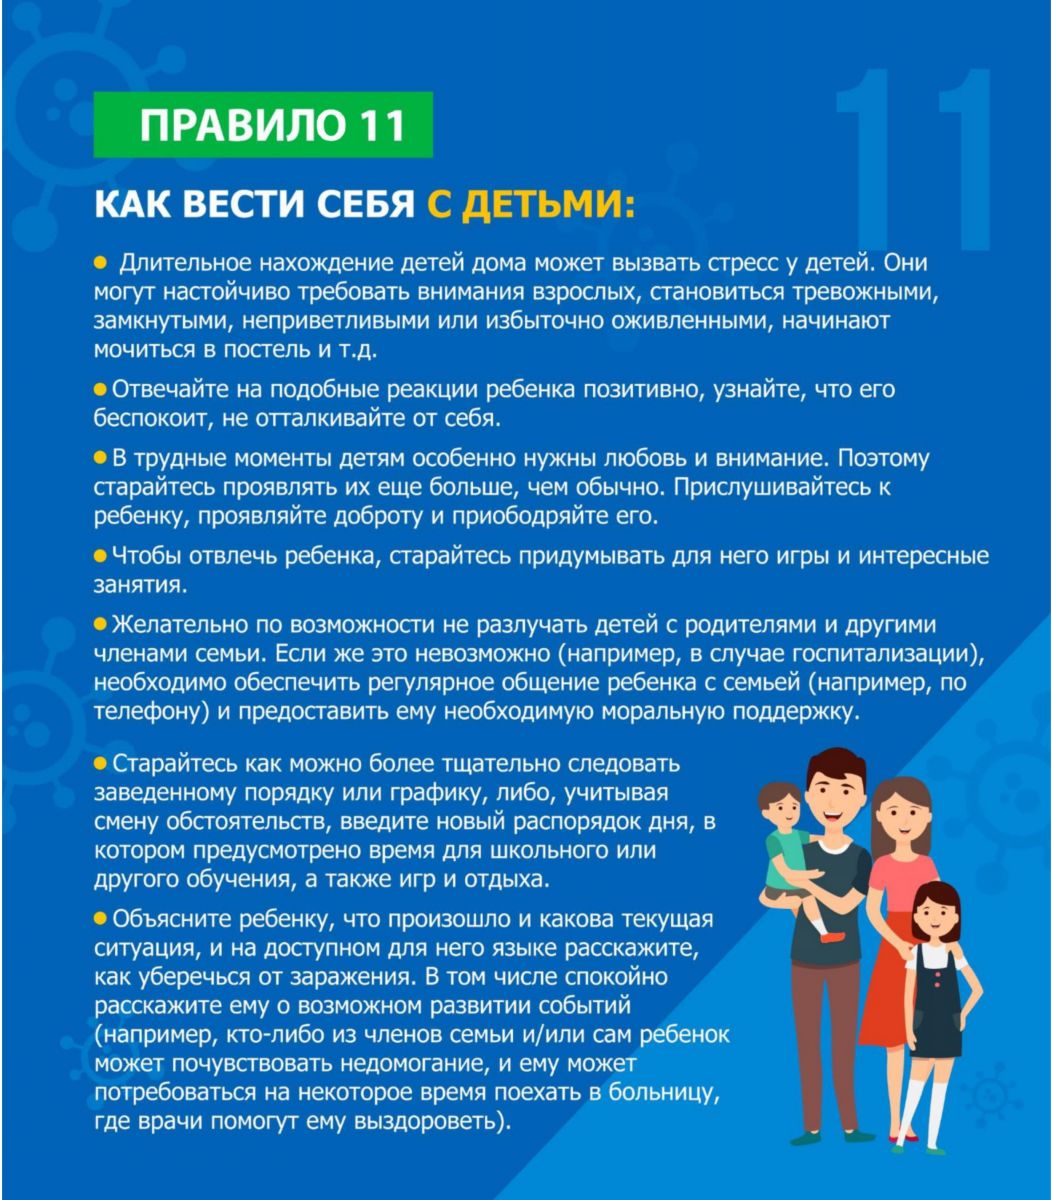 11
ПРАВИЛО 11
КАК ВЕСТИ СЕБЯ С ДЕТЬМИ:
● Длительное нахождение детей дома может вызвать стресс у детей. Они
могут настойчиво требовать внимания взрослых, становиться тревожными,
замкнутыми, неприветливыми или избыточно оживленными, начинают
мочиться в постель и т.д.
● Отвечайте на подобные реакции ребенка позитивно, узнайте, что его
беспокоит, не отталкивайте от себя.
● В трудные моменты детям особенно нужны любовь и внимание. Поэтому
старайтесь проявлять их еще больше, чем обычно. Прислушивайтесь к
ребенку, проявляйте доброту и приободряйте его.
● Чтобы отвлечь ребенка, старайтесь придумывать для него игры и интересные
занятия.
● Желательно по возможности не разлучать детей с родителями и другими
членами семьи. Если же это невозможно (например, в случае госпитализации),
необходимо обеспечить регулярное общение ребенка с семьей (например, по
телефону) и предоставить ему необходимую моральную поддержку.
● Старайтесь как можно более тщательно следовать
заведенному порядку или графику, либо, учитывая
смену обстоятельств, введите новый распорядок дня, в
котором предусмотрено время для школьного или
другого обучения, а также игр и отдыха.
● Объясните ребенку, что произошло и какова текущая
ситуация, и на доступном для него языке расскажите,
как уберечься от заражения. В том числе спокойно
расскажите ему о возможном развитии событий
(например, кто-либо из членов семьи и/или сам ребенок
может почувствовать недомогание, и ему может
потребоваться на некоторое время поехать в больницу,
где врачи помогут ему выздороветь).